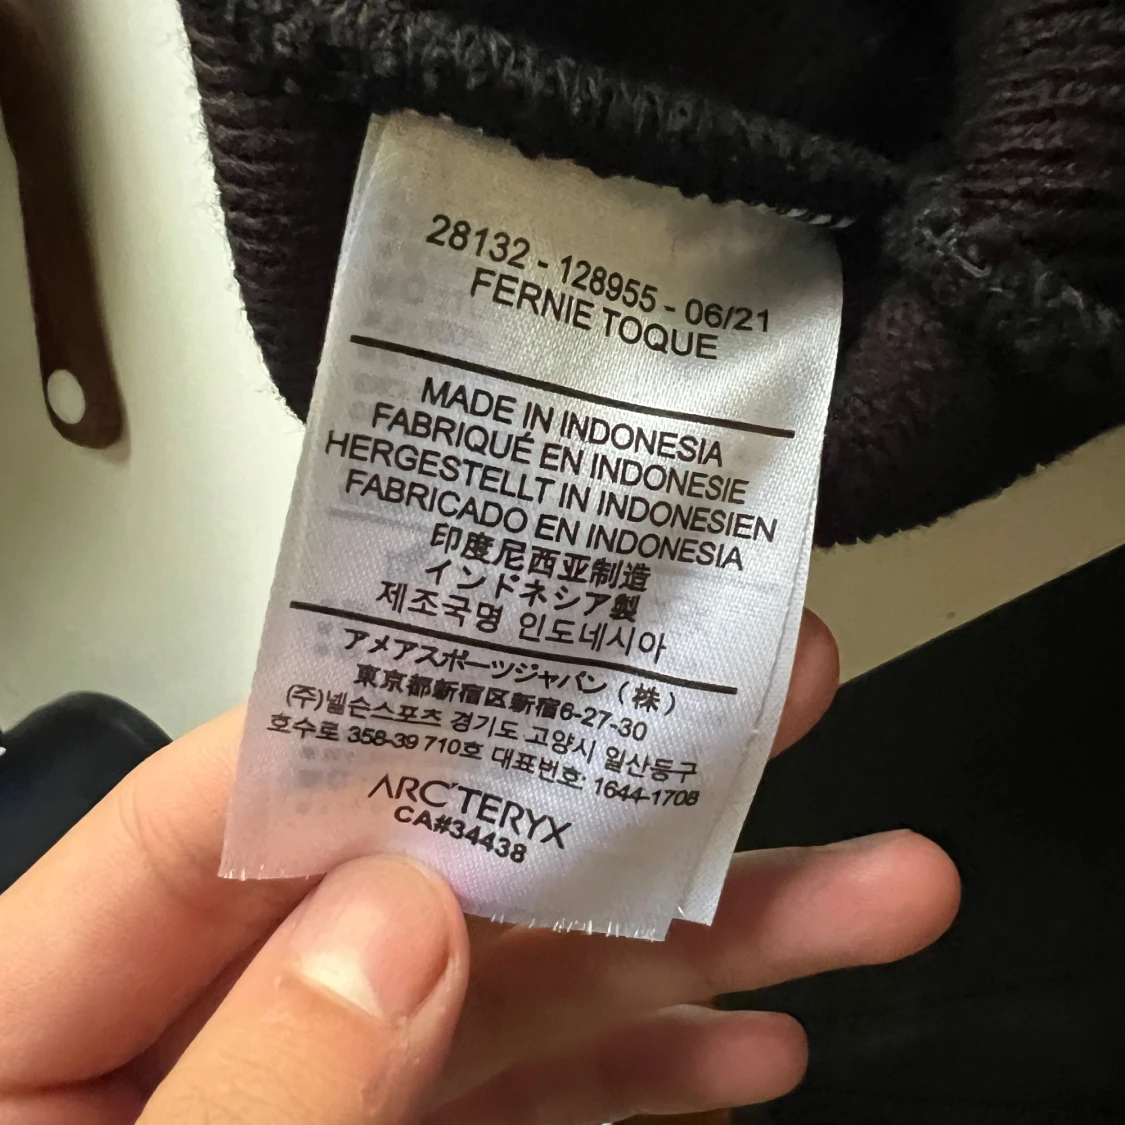 28132 - 128955 - 06/21
FERNIE TOQUE
MADE IN INDONESIA
FABRIQUÉ EN INDONESIE
HERGESTELLT IN INDONESIEN
FABRICADO EN INDONESIA
印度尼西亚制造
インドネシア製
제조국명 인도네시아
アメアスポーツジャパン（株）
東京都新宿区新宿6-27-30
(주)넬슨스포츠 경기도 고양시 일산동구
호수로 358-39 710호 대표번호: 1644-1708
ARC'TERYX
CA#34438